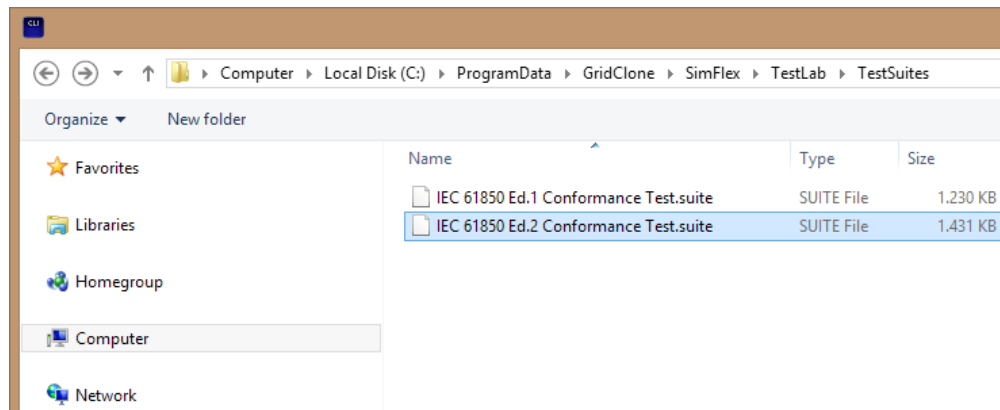 CLI
Computer Local Disk (C:) ProgramData GridClone SimFlex TestLab TestSuites
Organize New folder
Favorites
Libraries
Homegroup
Computer
Network
Name Type Size
IEC 61850 Ed.1 Conformance Test.suite SUITE File 1.230 KB
IEC 61850 Ed.2 Conformance Test.suite SUITE File 1.431 KB